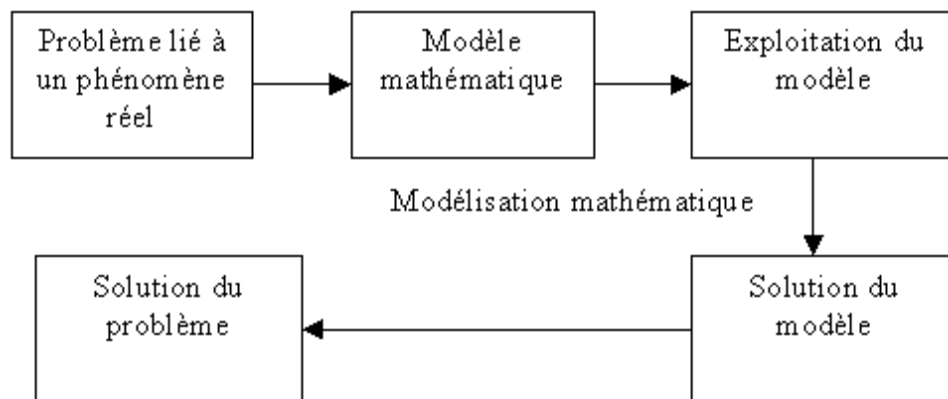 Problème lié à
un phénomène
réel
Modèle
mathématique
Exploitation du
modèle
Modélisation mathématique
Solution du
problème
Solution du
modèle